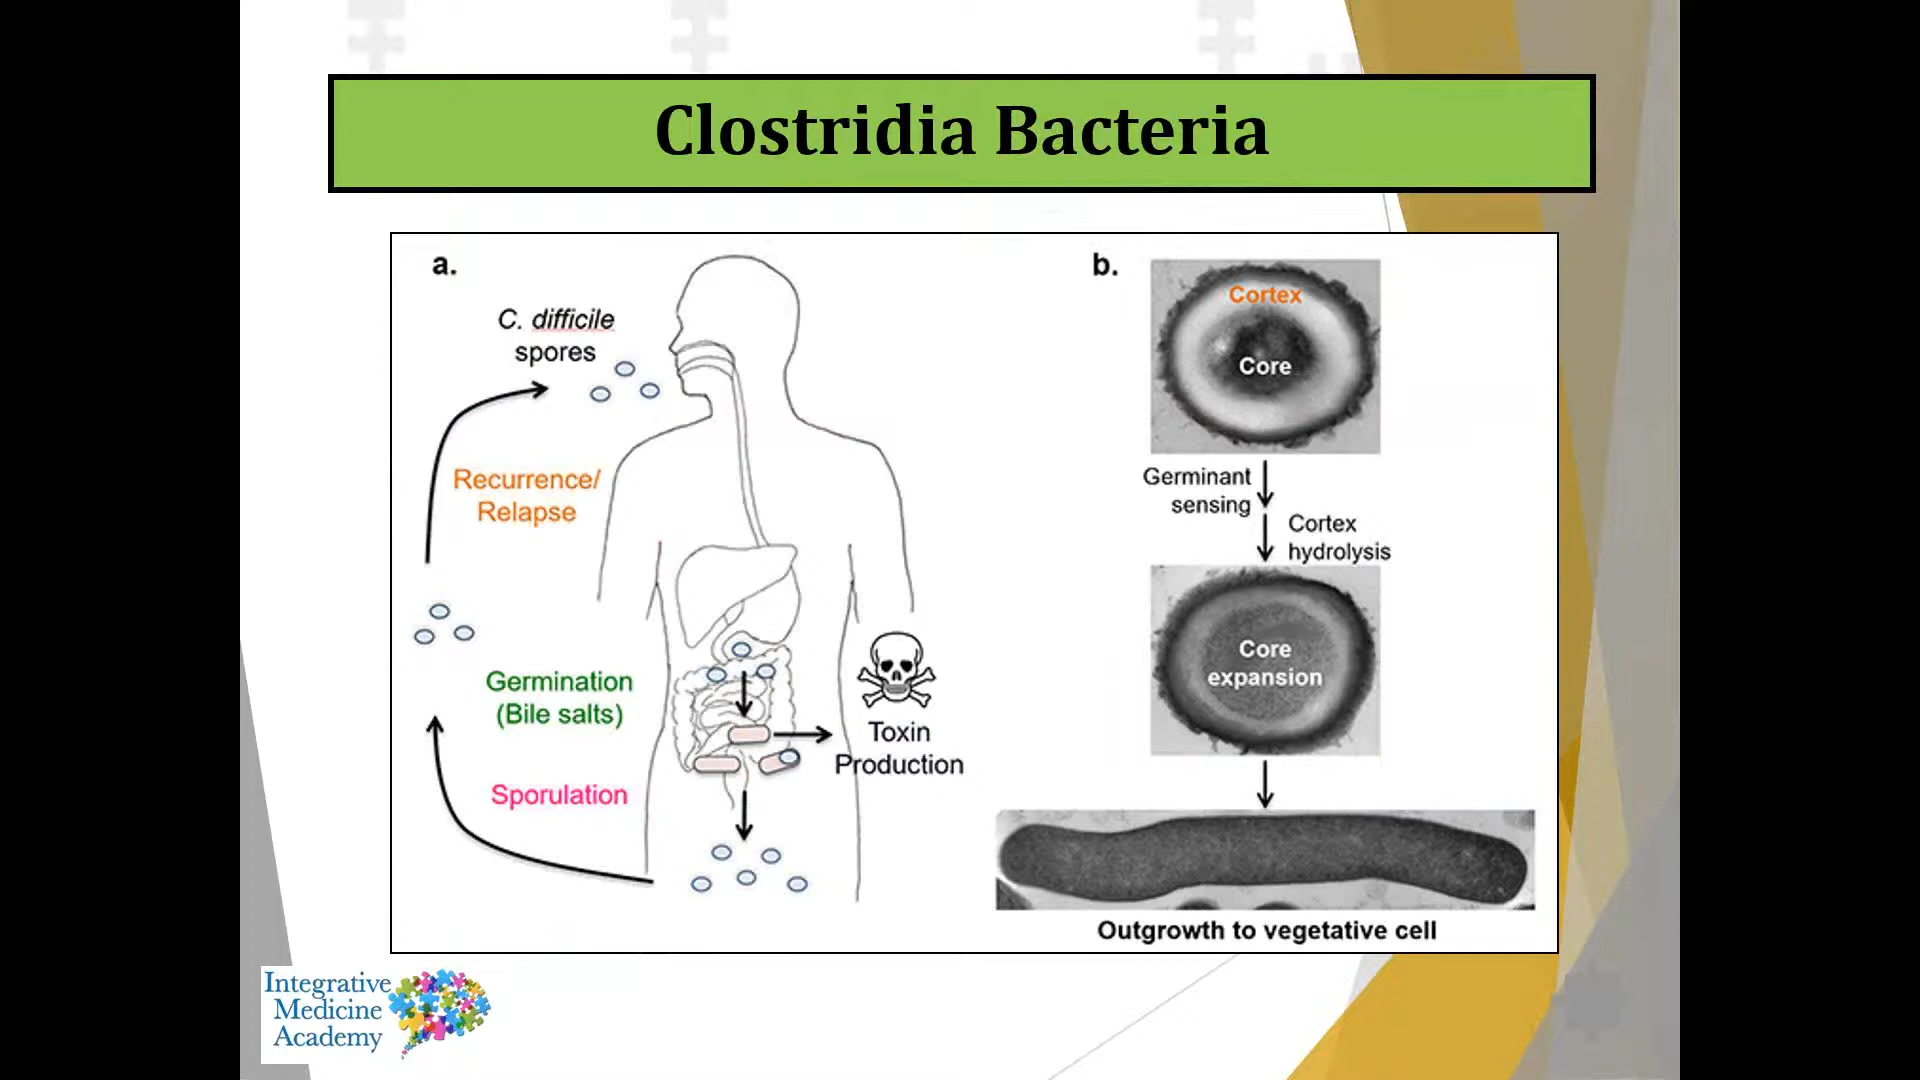 Clostridia Bacteria
a.
C. difficile
spores
Recurrence/
Relapse
Germination
(Bile salts)
Sporulation
Toxin
Production
b.
Cortex
Core
Germinant
sensing
Cortex
hydrolysis
Core
expansion
Outgrowth to vegetative cell
Integrative
Medicine
Academy